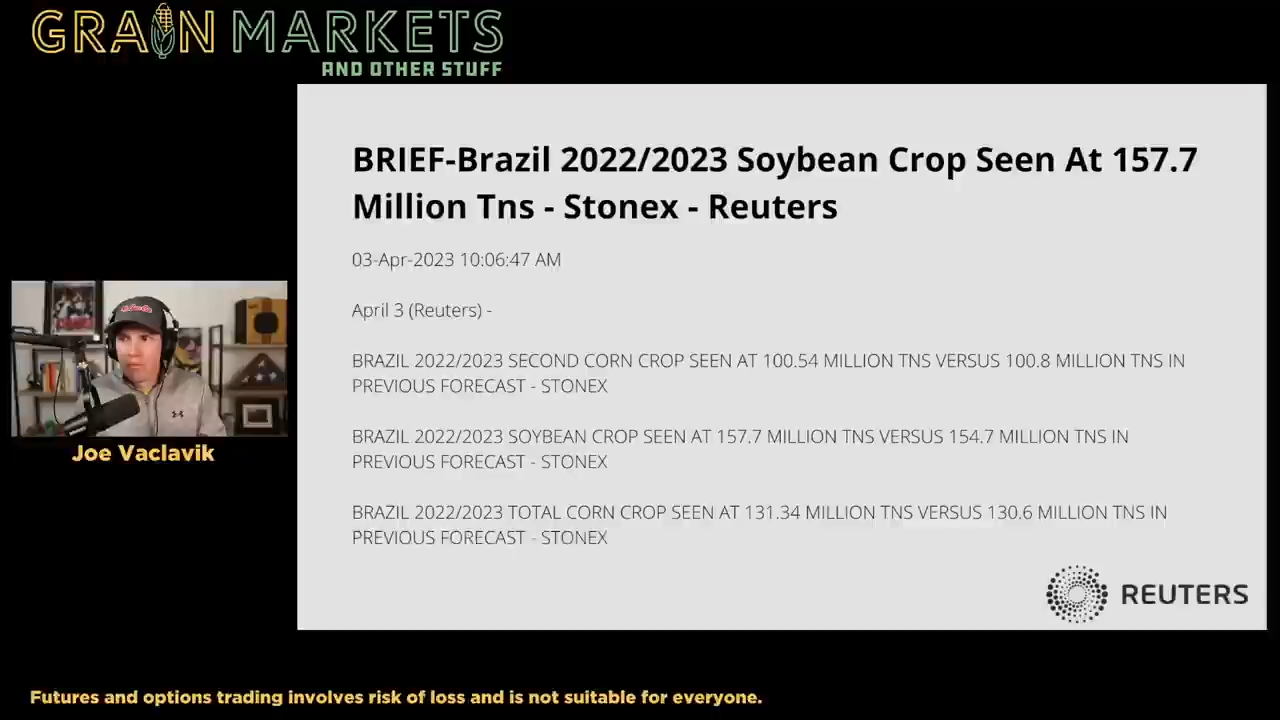 GRAIN MARKETS
AND OTHER STUFF
BRIEF-Brazil 2022/2023 Soybean Crop Seen At 157.7
Million Tns - Stonex - Reuters
03-Apr-2023 10:06:47 AM
April 3 (Reuters) -
BRAZIL 2022/2023 SECOND CORN CROP SEEN AT 100.54 MILLION TNS VERSUS 100.8 MILLION TNS IN
PREVIOUS FORECAST - STONEX
BRAZIL 2022/2023 SOYBEAN CROP SEEN AT 157.7 MILLION TNS VERSUS 154.7 MILLION TNS IN
PREVIOUS FORECAST - STONEX
BRAZIL 2022/2023 TOTAL CORN CROP SEEN AT 131.34 MILLION TNS VERSUS 130.6 MILLION TNS IN
PREVIOUS FORECAST - STONEX
REUTERS
Joe Vaclavik
Futures and options trading involves risk of loss and is not suitable for everyone.